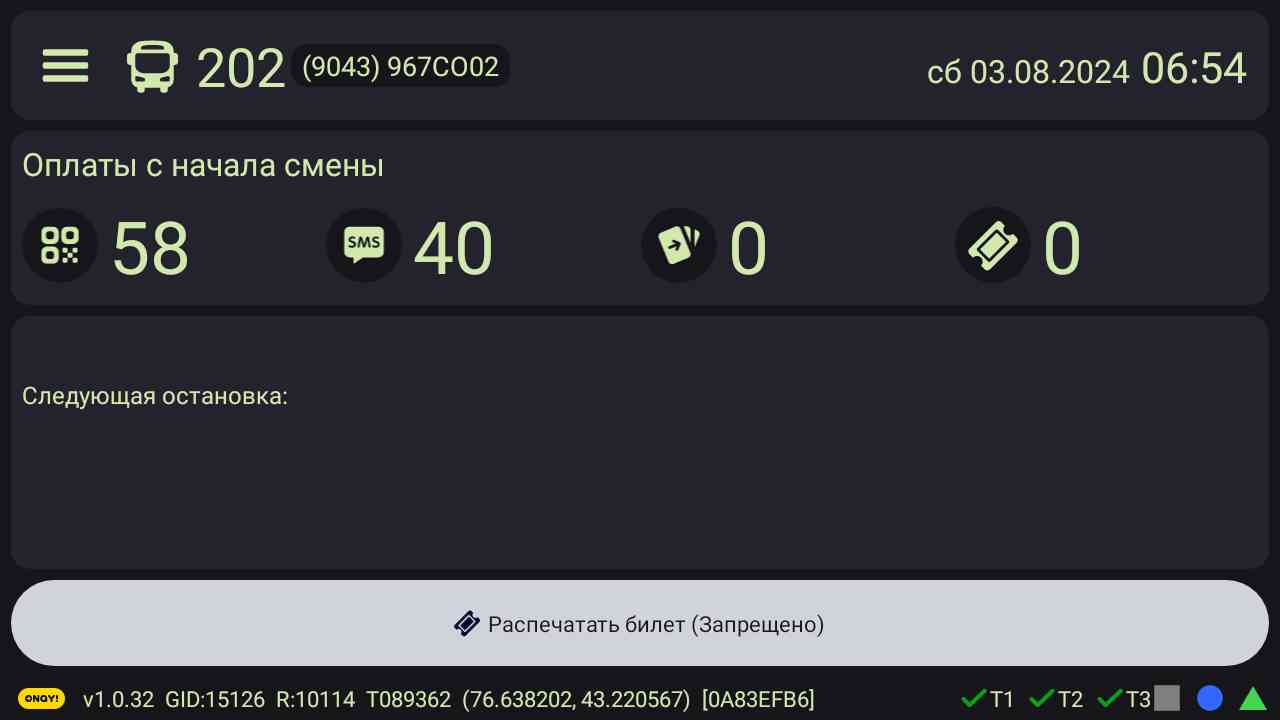 202 (9043) 967CO02 сб 03.08.2024 06:54
Оплаты с начала смены
58 SMS 40 0 0
Следующая остановка:
Распечатать билет (Запрещено)
ONAY! v1.0.32 GID:15126 R:10114 T089362 (76.638202, 43.220567) [0A83EFB6] T1 T2 T3